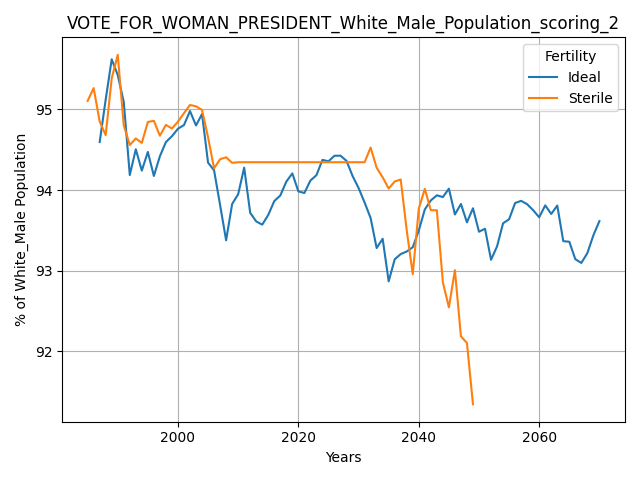 VOTE_FOR_WOMAN_PRESIDENT_White_Male_Population_scoring_2
Fertility
Ideal
Sterile
95
94
93
92
% of White_Male Population
2000 2020 2040 2060
Years